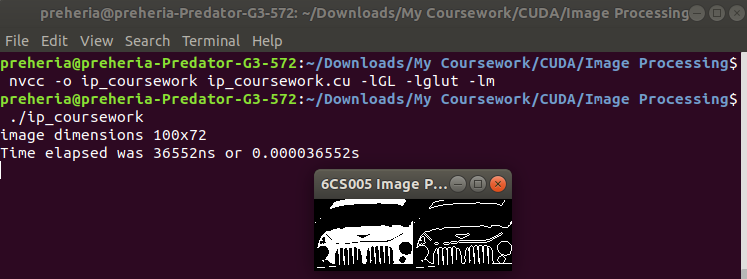 preheria@preheria-Predator-G3-572: ~/Downloads/My Coursework/CUDA/Image Processing
File Edit View Search Terminal Help
preheria@preheria-Predator-G3-572:~/Downloads/My Coursework/CUDA/Image Processing$
nvcc -o ip_coursework ip_coursework.cu -lGL -lglut -lm
preheria@preheria-Predator-G3-572:~/Downloads/My Coursework/CUDA/Image Processing$
./ip_coursework
image dimensions 100x72
Time elapsed was 36552ns or 0.000036552s
6CS005 Image P...